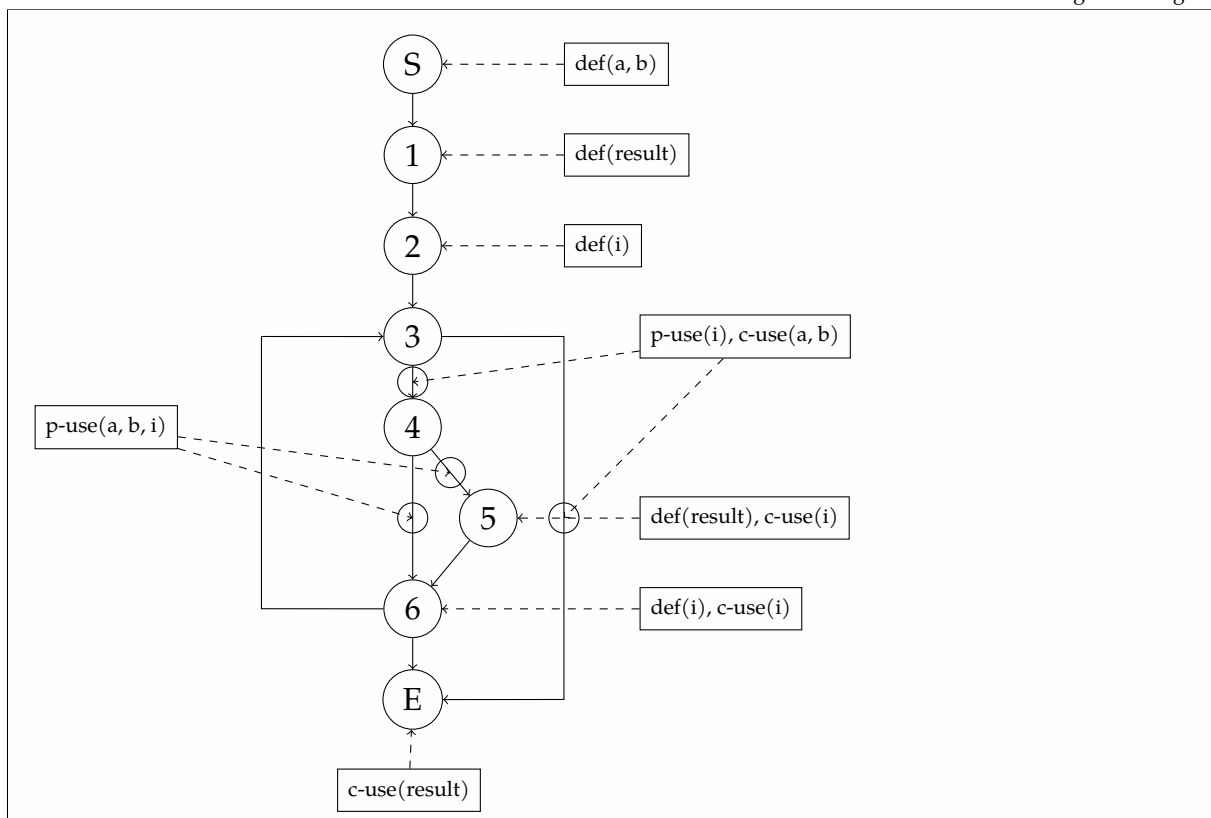 S
def(a, b)
1
def(result)
2
def(i)
3
p-use(i), c-use(a, b)
p-use(a, b, i)
4
5
def(result), c-use(i)
6
def(i), c-use(i)
E
c-use(result)